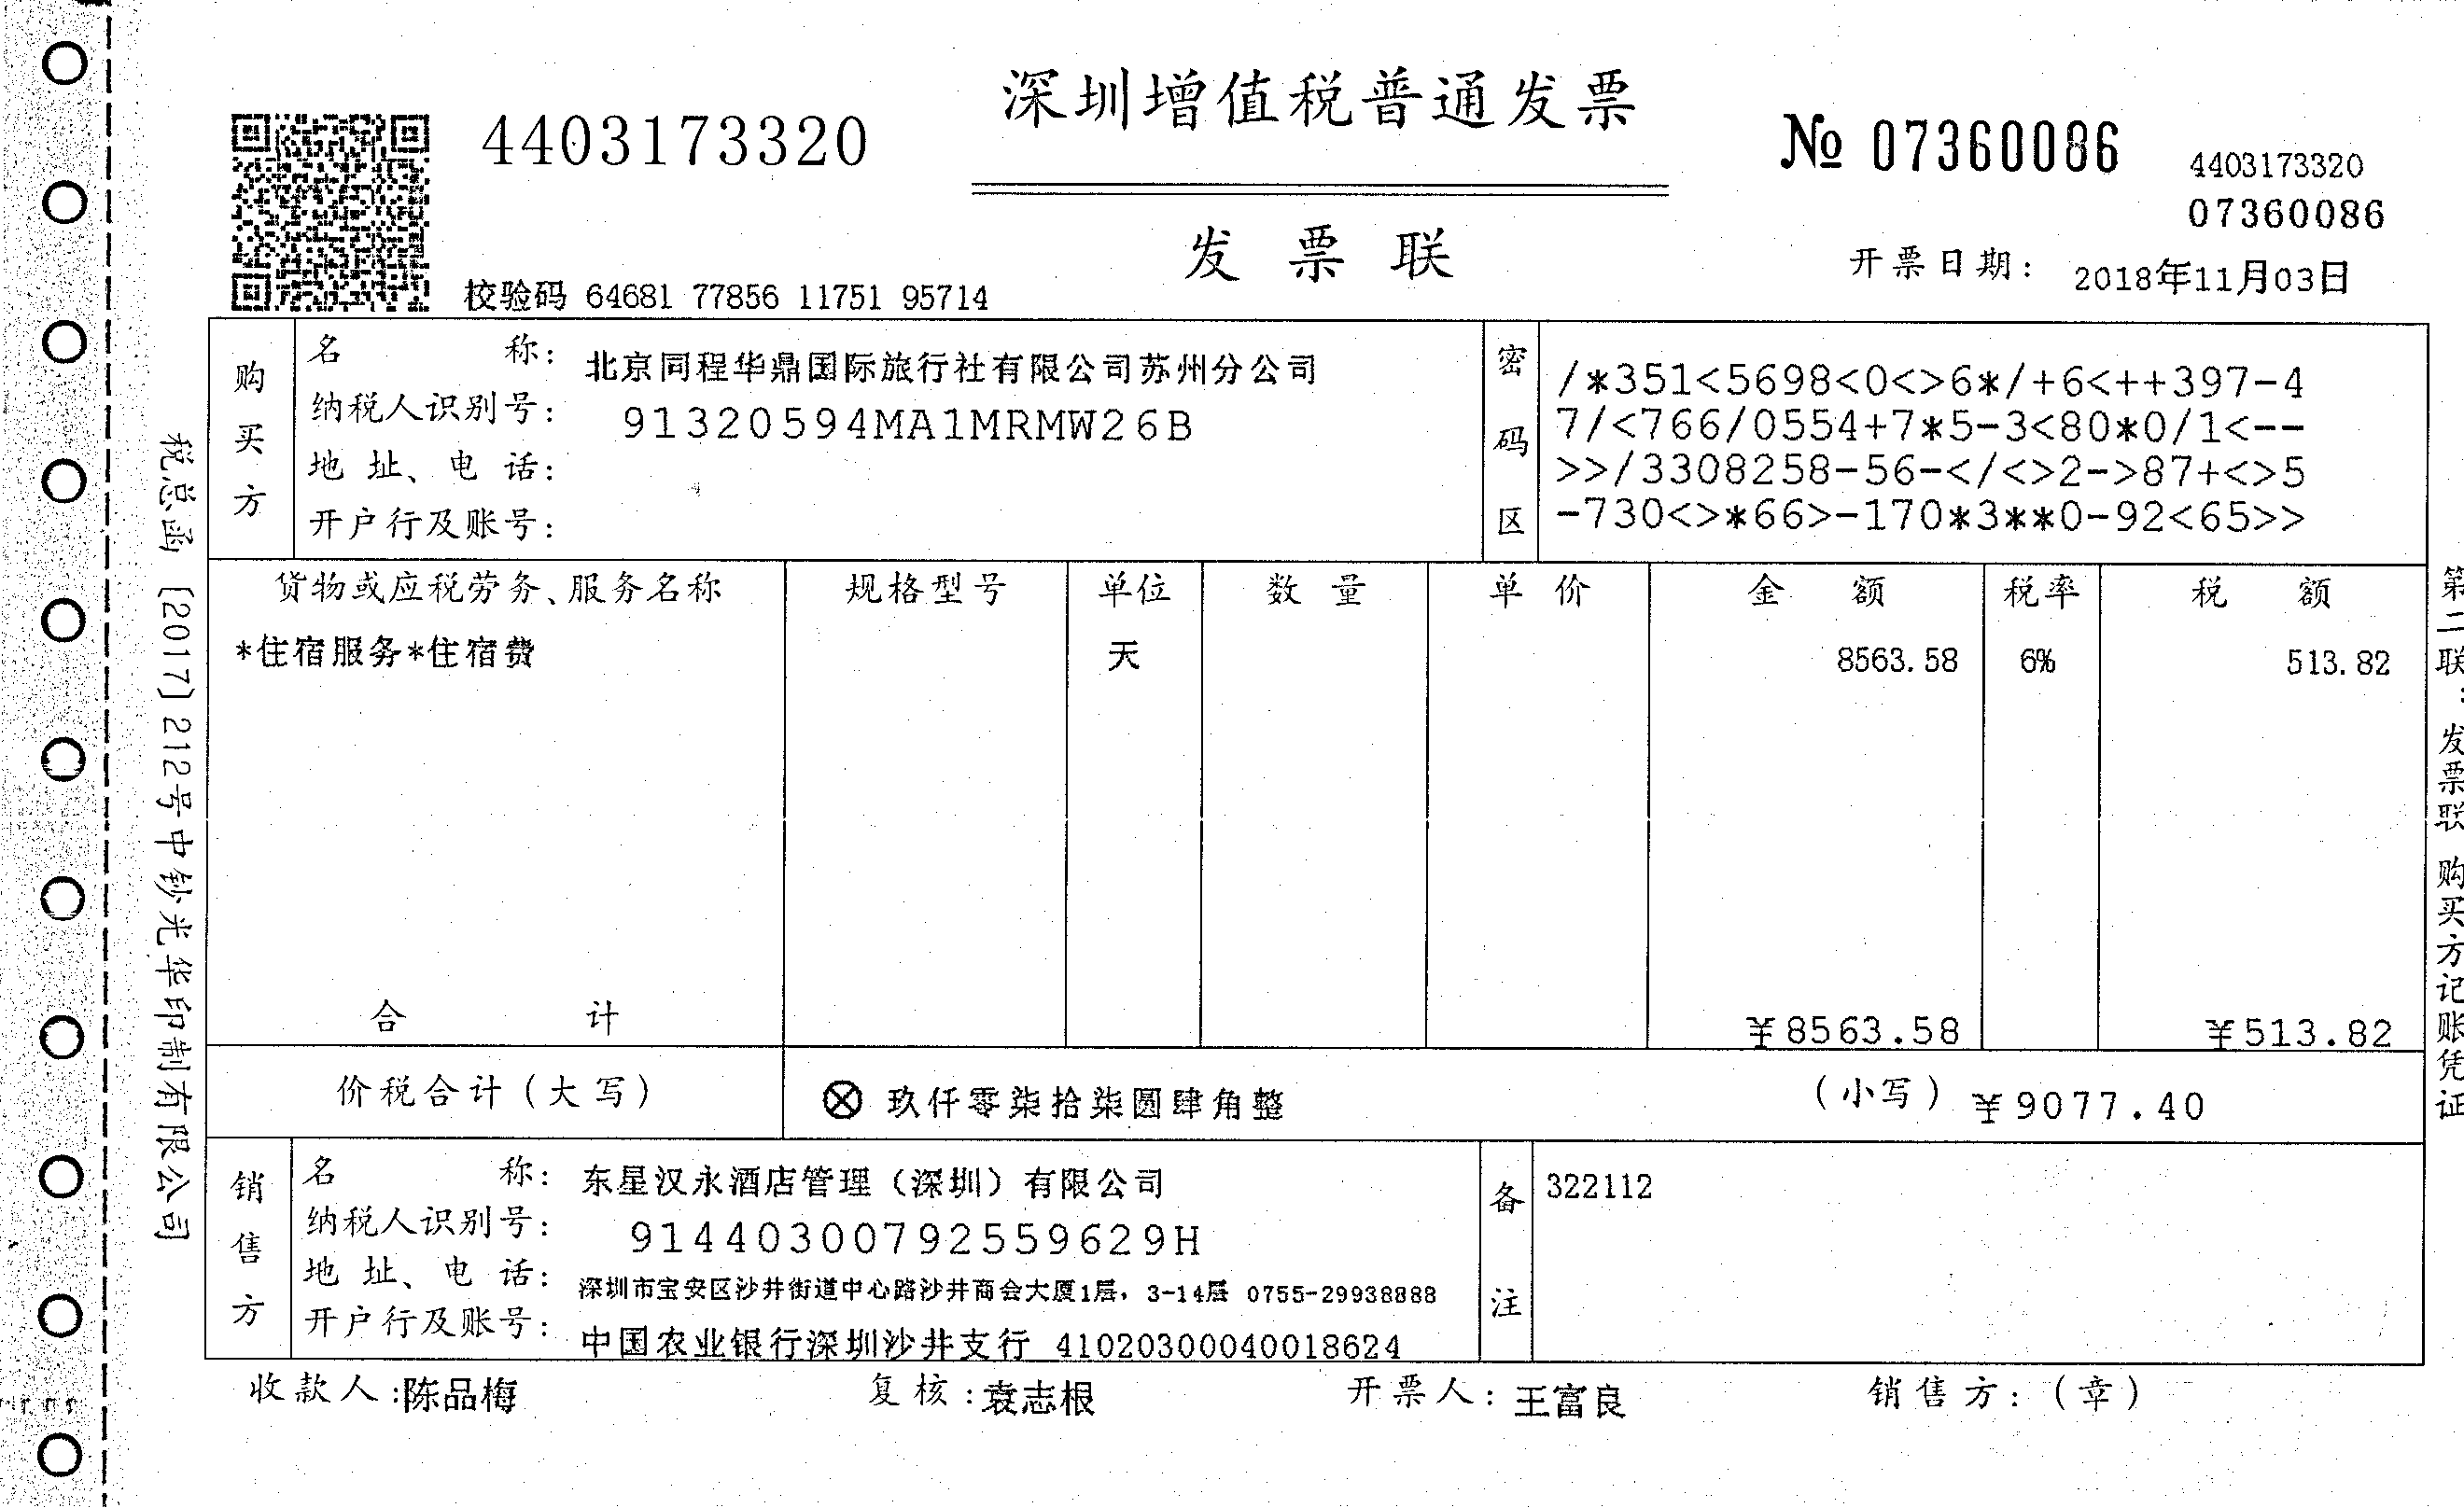 深圳增值税普通发票
4403173320
№ 07360086
4403173320
07360086
发票联
开票日期： 2018年11月03日
校验码 64681 77856 11751 95714
购买方
名称： 北京同程华鼎国际旅行社有限公司苏州分公司
纳税人识别号： 91320594MA1MRMW26B
地址、电话：
开户行及账号：
密码区
/*351<5698<0<>6*/+6<++397-4
7/<766/0554+7*5-3<80*0/1<--
>>/3308258-56-</<>2->87+<>5
-730<>*66>-170*3**0-92<65>>
货物或应税劳务、服务名称 规格型号 单位 数量 单价 金额 税率 税额
*住宿服务*住宿费 天 8563.58 6% 513.82
合计 ￥8563.58 ￥513.82
价税合计（大写） ⊗ 玖仟零柒拾柒圆肆角整 （小写） ￥9077.40
销售方
名称： 东星汉永酒店管理（深圳）有限公司
纳税人识别号： 91440300792559629H
地址、电话： 深圳市宝安区沙井街道中心路沙井商会大厦1层，3-14层 0755-29938888
开户行及账号： 中国农业银行深圳沙井支行 41020300040018624
备注
322112
收款人:陈品梅 复核:袁志根 开票人：王富良 销售方：（章）
税总函［2017］212号中钞光华印制有限公司
第二联：发票联 购买方记账凭证